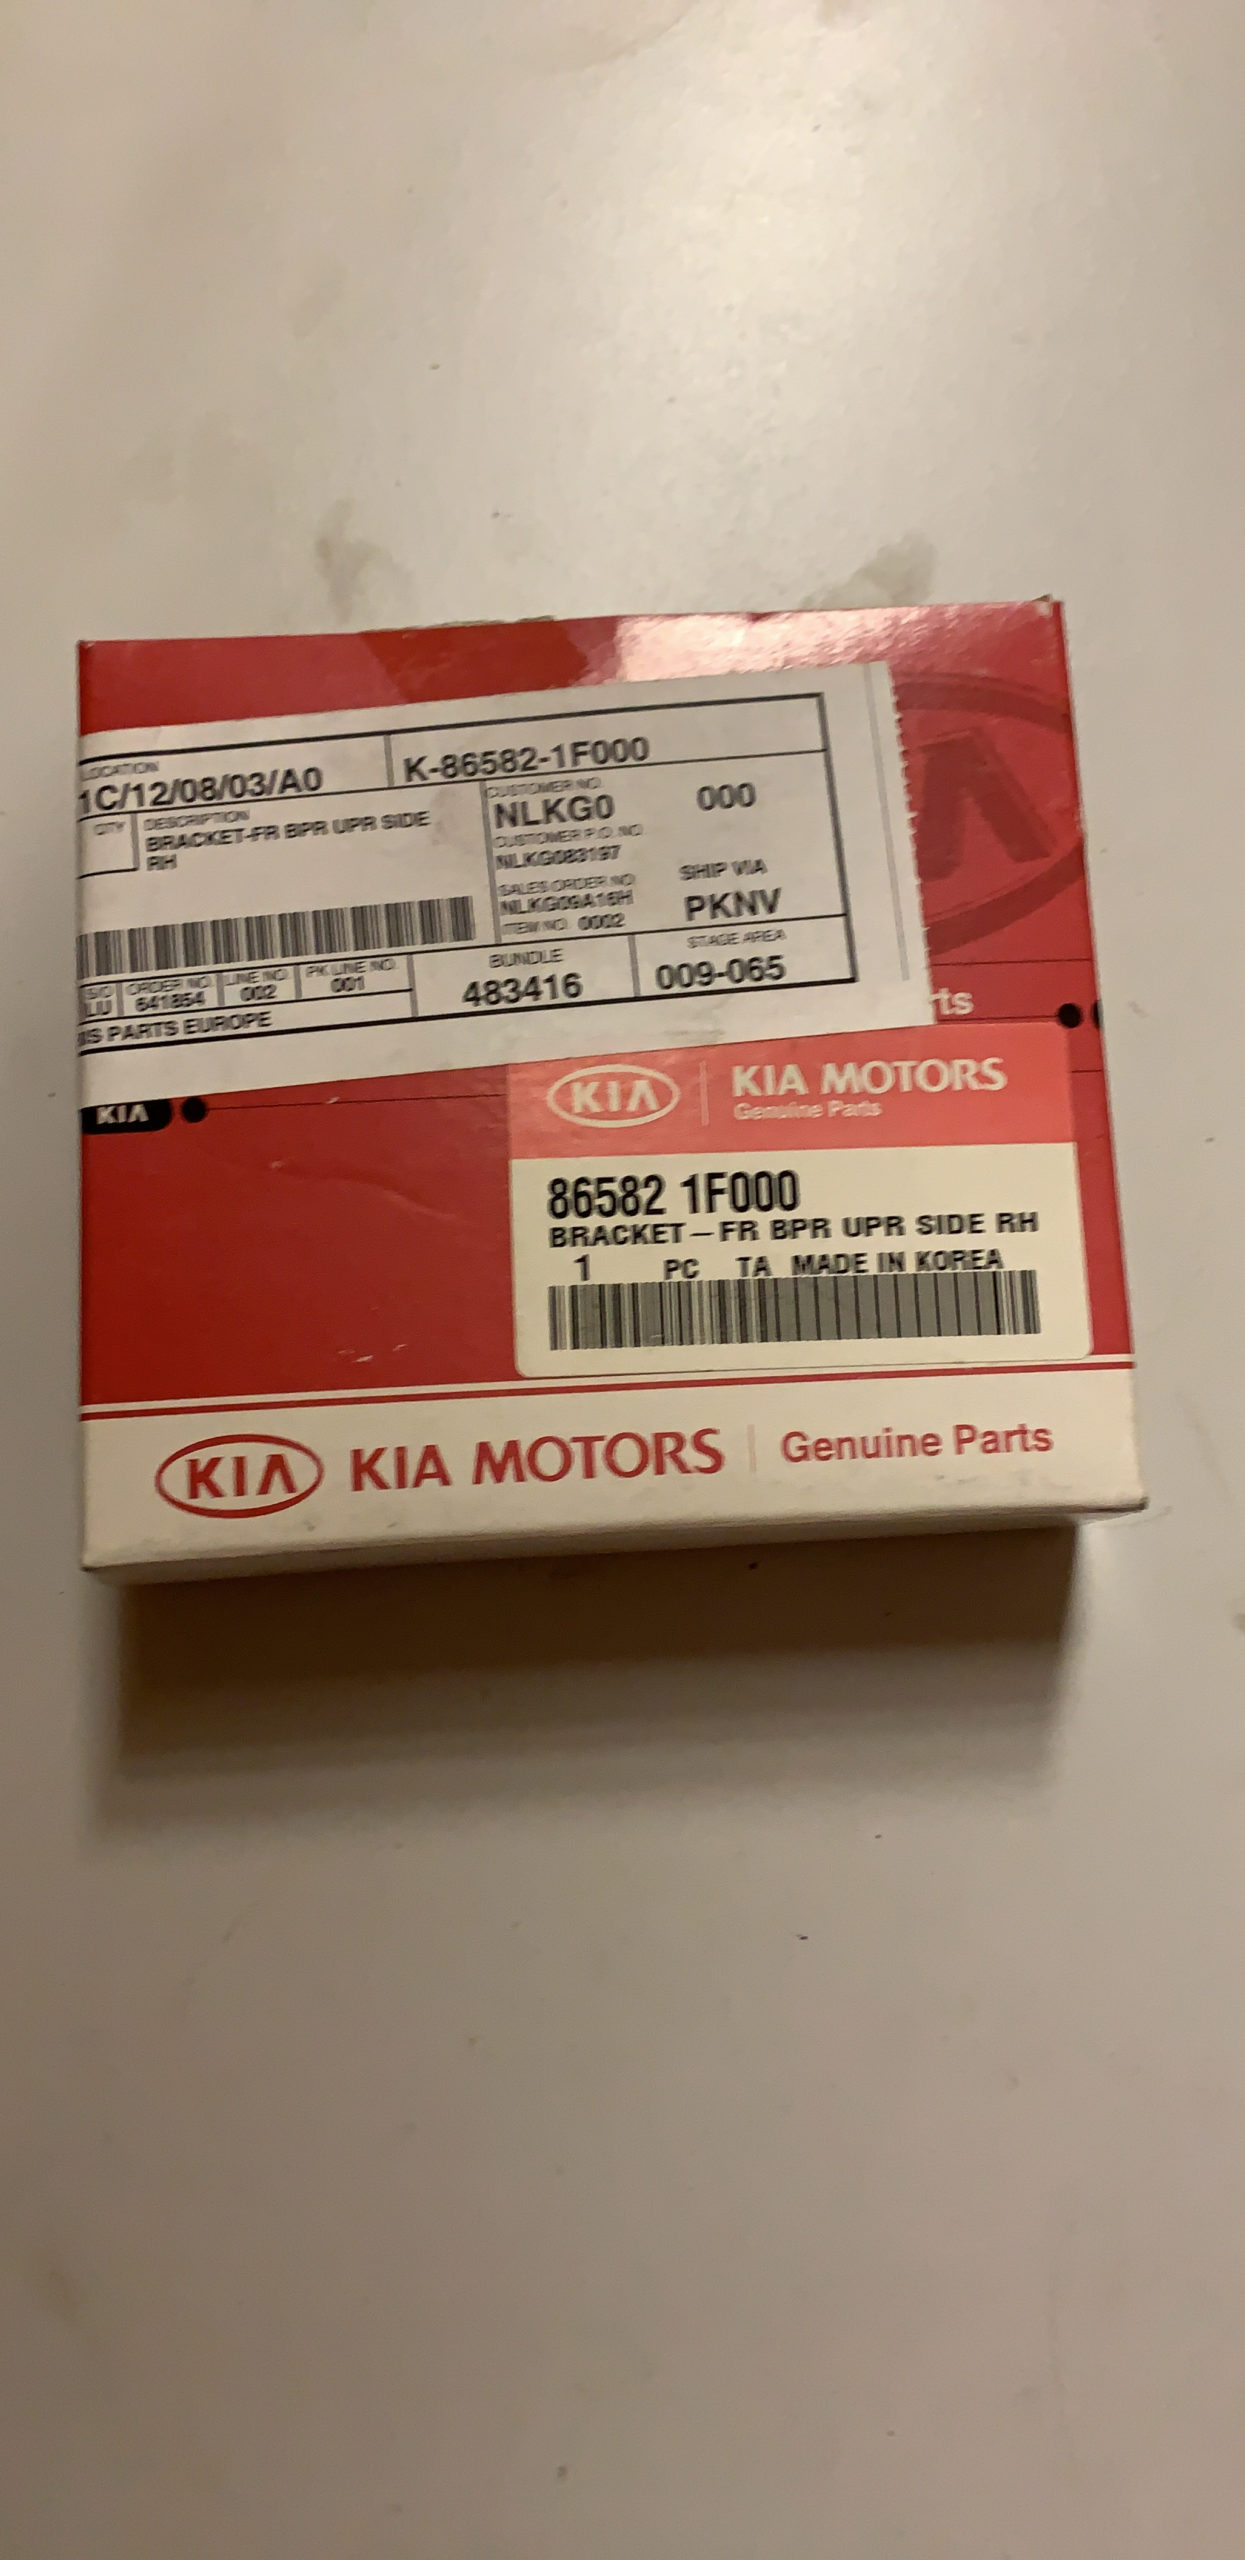 LOCATION
1C/12/08/03/A0
K-86582-1F000
QTY
DESCRIPTION
BRACKET-FR BPR UPR SIDE
RH
CUSTOMER NO.
NLKG0
000
CUSTOMER P.O. NO.
NLKG083197
SALES ORDER NO
NLKG09A16H
ITEM NO. 0002
SHIP VIA
PKNV
S/O
LIU
ORDER NO.
641864
LINE NO.
002
PK LINE NO.
001
BUNDLE
483416
STAGE AREA
009-065
IS PARTS EUROPE
rts
KIA
KIA
KIA MOTORS
Genuine Parts
86582 1F000
BRACKET-FR BPR UPR SIDE RH
1 PC TA MADE IN KOREA
KIA KIA MOTORS Genuine Parts